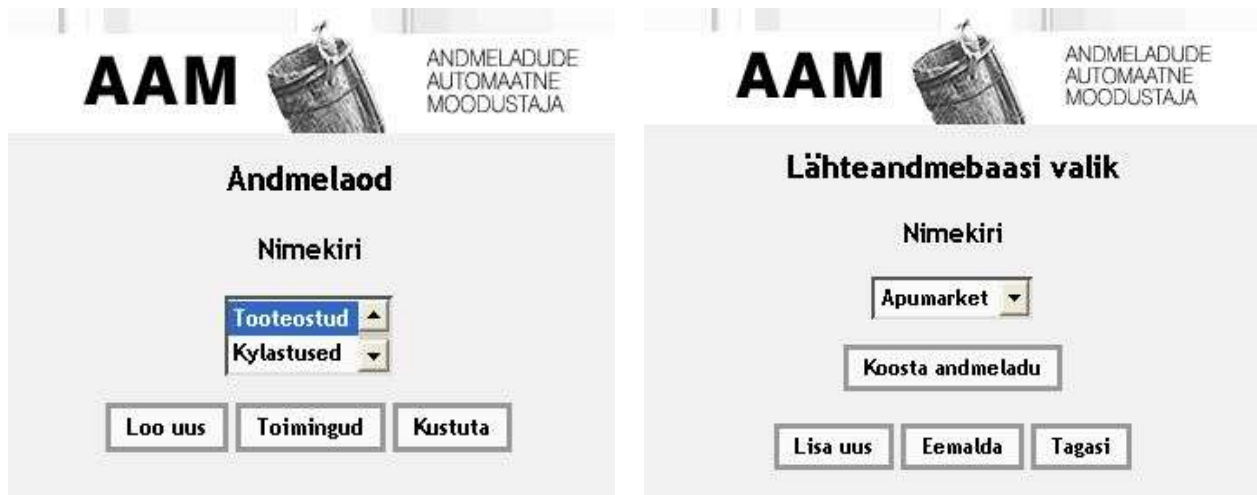 AAM
ANDMELADUDE
AUTOMAATNE
MOODUSTAJA
Andmelaod
Nimekiri
Tooteostud
Kylastused
Loo uus Toimingud Kustuta
AAM
ANDMELADUDE
AUTOMAATNE
MOODUSTAJA
Lähteandmebaasi valik
Nimekiri
Apumarket
Koosta andmeladu
Lisa uus Eemalda Tagasi